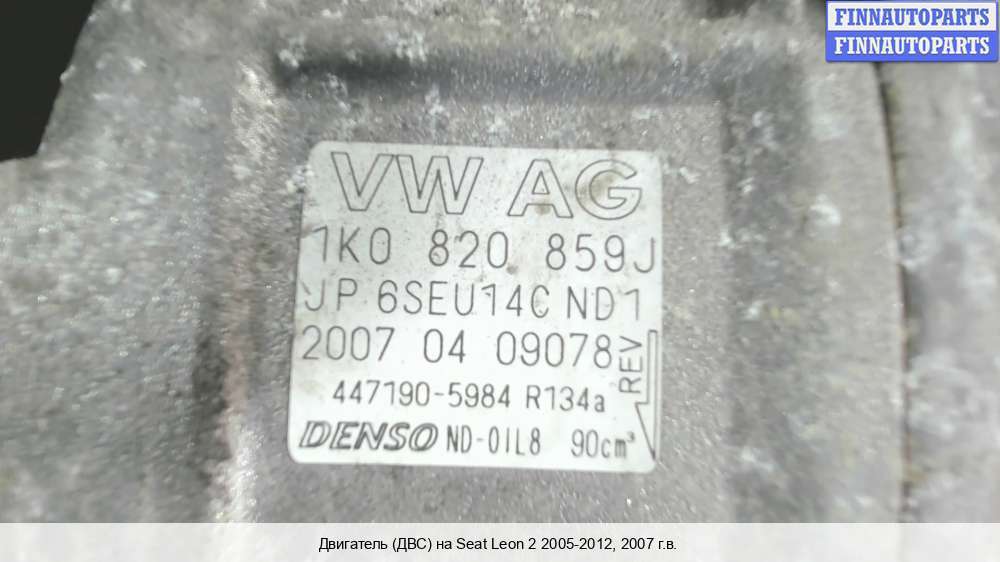 FINNAUTOPARTS
FINNAUTOPARTS
VW AG
1K0 820 859J
JP 6SEU14C ND1
2007 04 09078
REV
447190-5984 R134a
DENSO ND-OIL8 90cm³
Двигатель (ДВС) на Seat Leon 2 2005-2012, 2007 г.в.